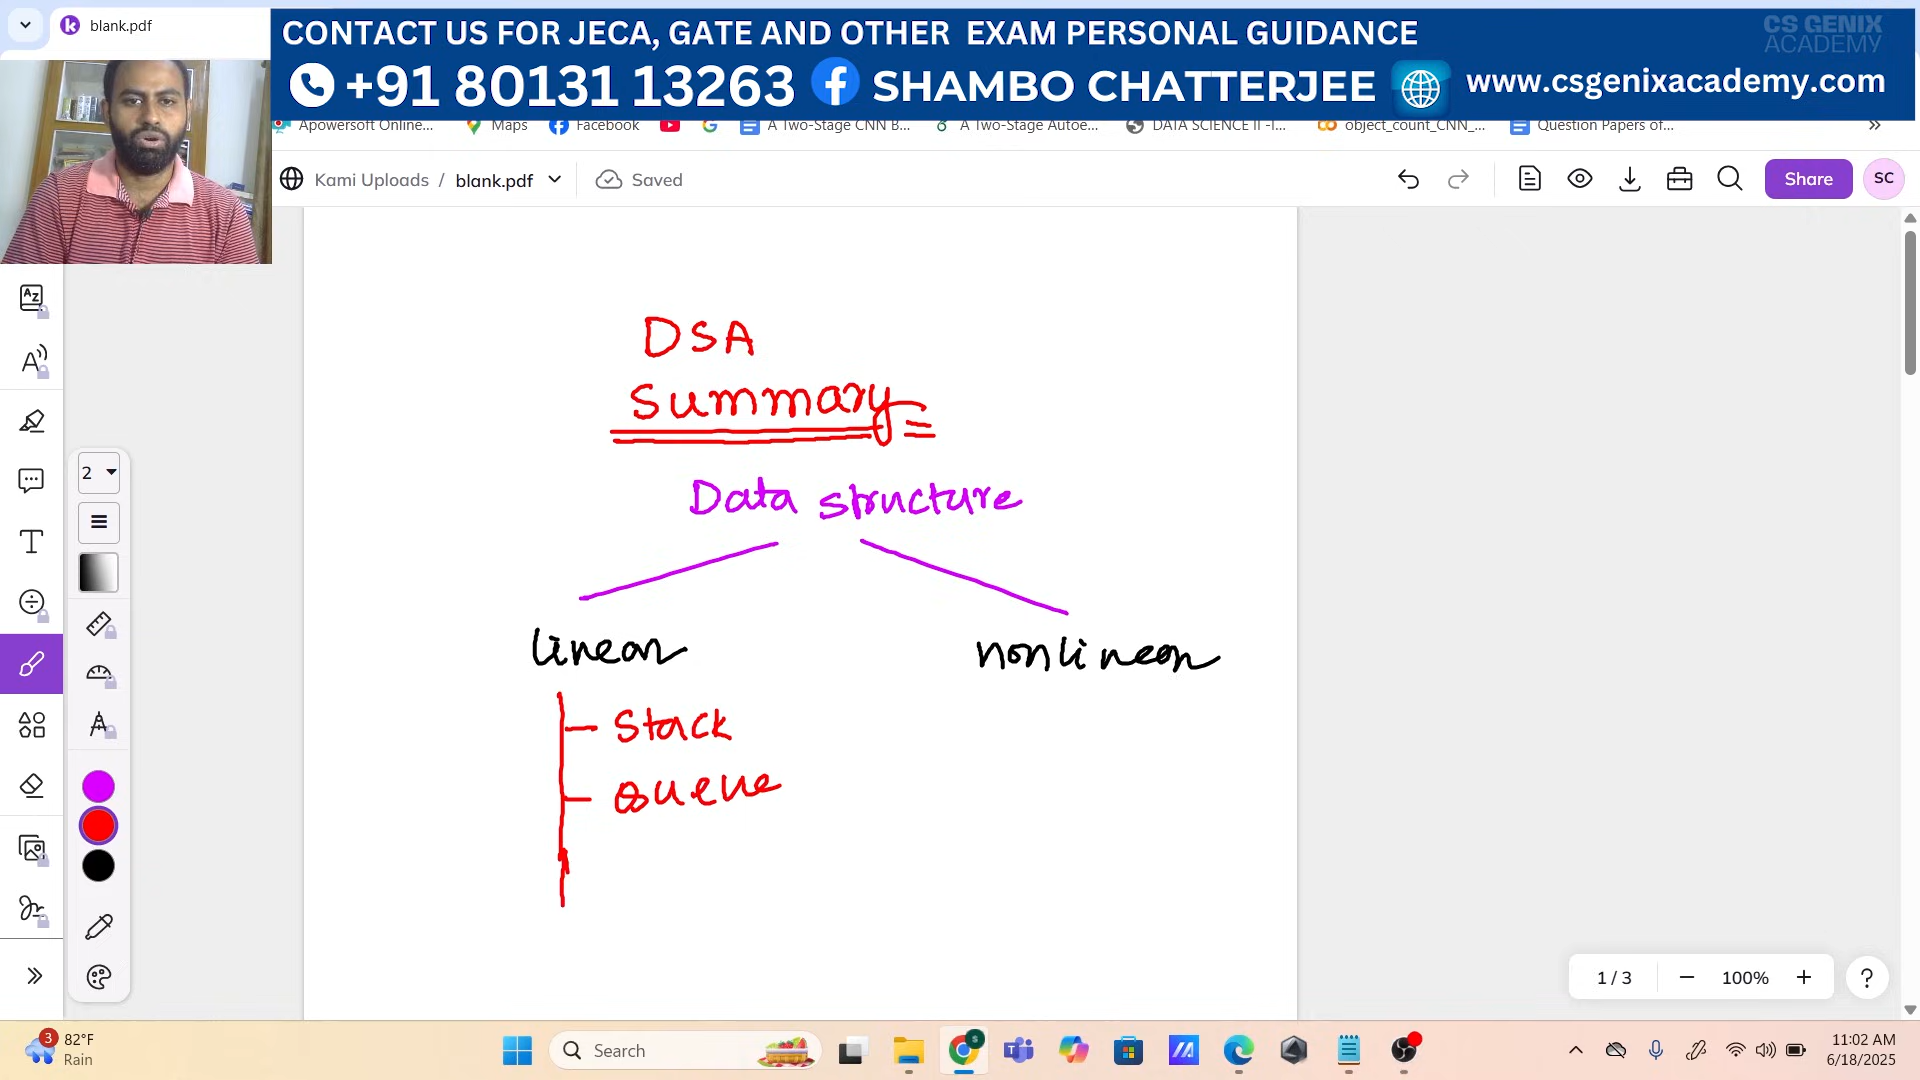 blank.pdf
CONTACT US FOR JECA, GATE AND OTHER EXAM PERSONAL GUIDANCE
CS GENIX
ACADEMY
+91 80131 13263 SHAMBO CHATTERJEE www.csgenixacademy.com
Apowersoft Online... Maps Facebook A Two-Stage CNN B... A Two-Stage Autoe... DATA SCIENCE II -I... object_count_CNN_... Question Papers of... »
Kami Uploads / blank.pdf Saved Share SC
DSA
Summary
Data structure
linear nonlinear
Stack
Queue
2
1 / 3 − 100% + ?
3 82°F
Rain
Search
11:02 AM
6/18/2025